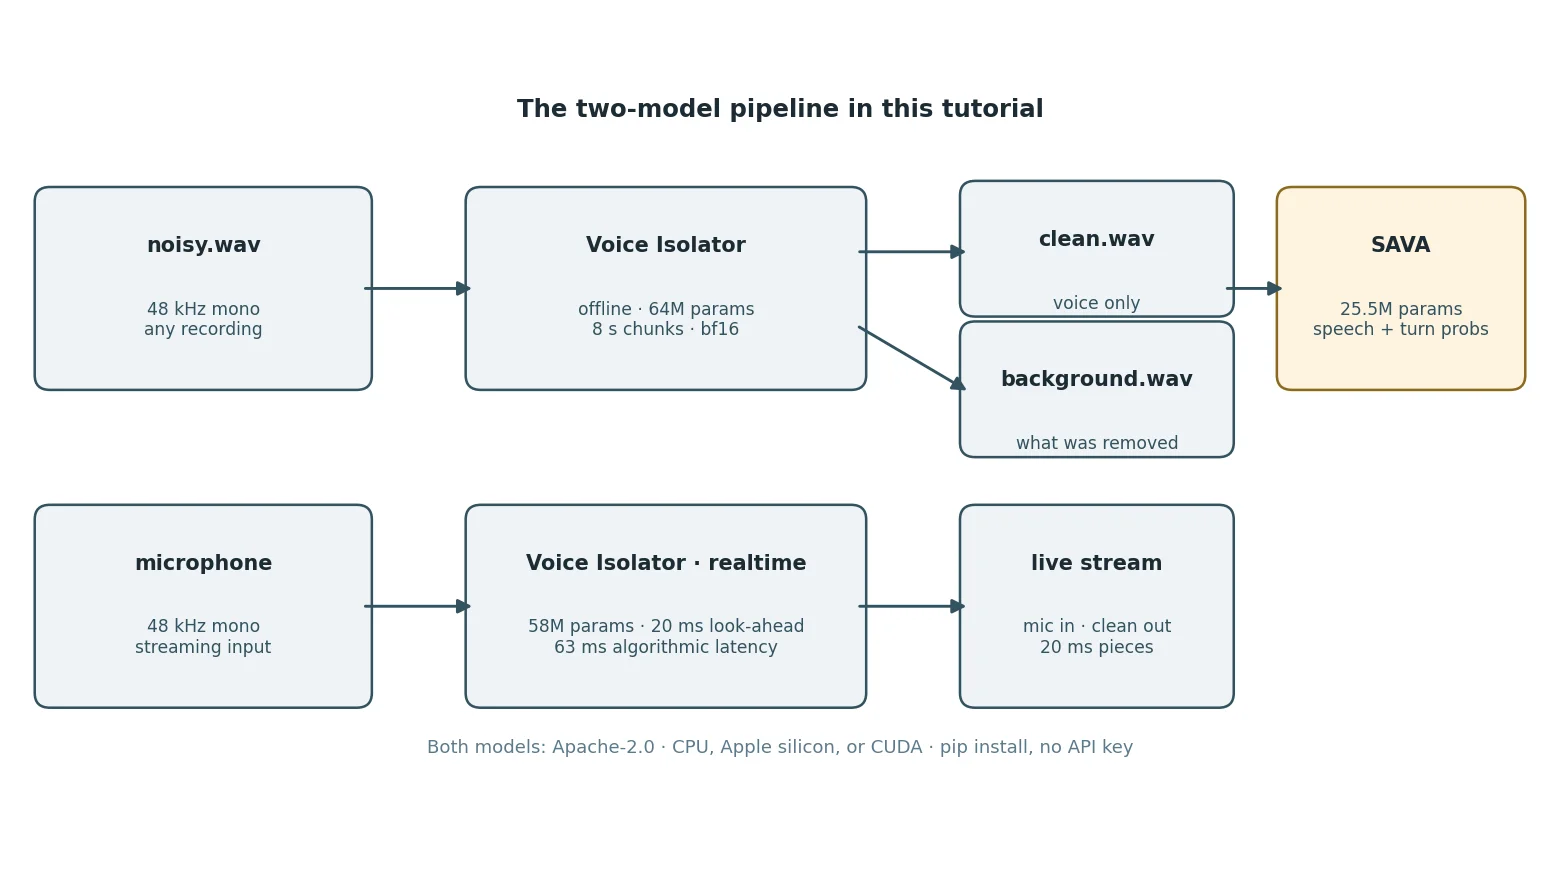 The two-model pipeline in this tutorial
noisy.wav
48 kHz mono
any recording
Voice Isolator
offline · 64M params
8 s chunks · bf16
clean.wav
voice only
background.wav
what was removed
SAVA
25.5M params
speech + turn probs
microphone
48 kHz mono
streaming input
Voice Isolator · realtime
58M params · 20 ms look-ahead
63 ms algorithmic latency
live stream
mic in · clean out
20 ms pieces
Both models: Apache-2.0 · CPU, Apple silicon, or CUDA · pip install, no API key